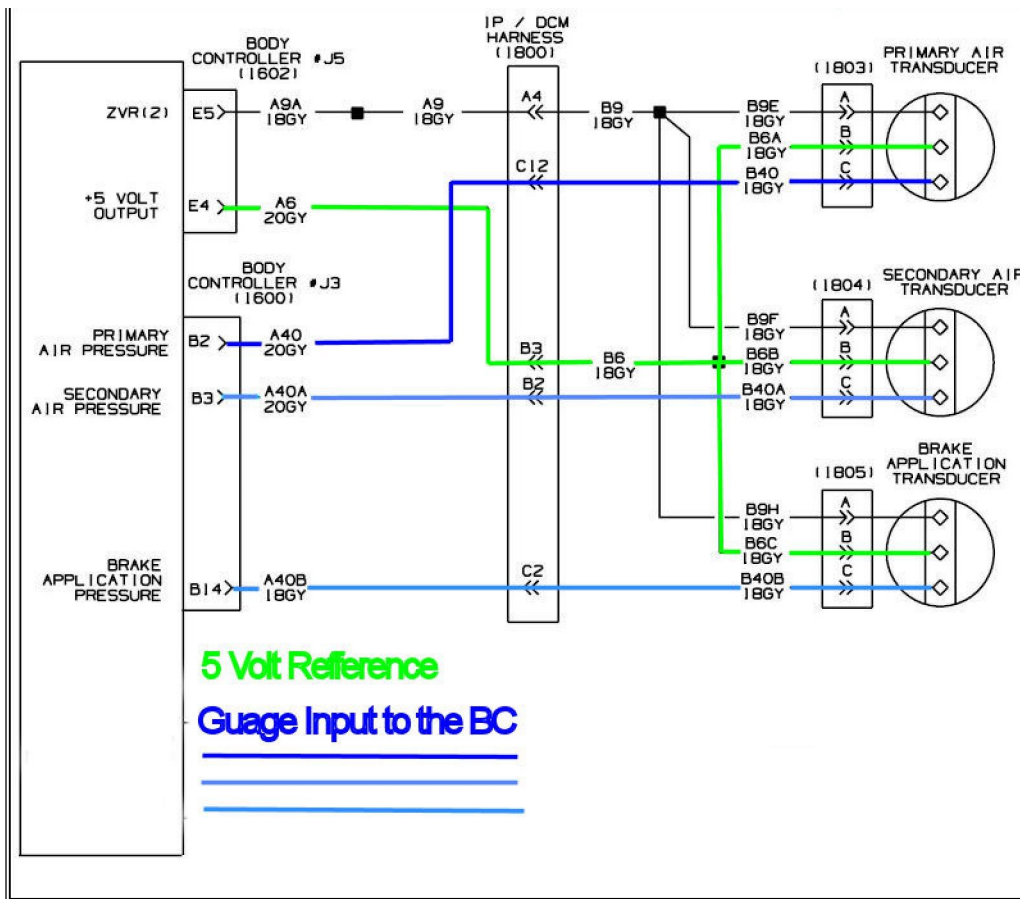 IP / DCM
HARNESS
(1800)
BODY
CONTROLLER #J5
(1602)
PRIMARY AIR
TRANSDUCER
(1803)
ZVR(2)
E5
A9A
18GY
A9
18GY
A4
B9
18GY
B9E
18GY
A
B6A
18GY
B
C12
B40
18GY
C
+5 VOLT
OUTPUT
E4
A6
20GY
BODY
CONTROLLER #J3
(1600)
SECONDARY AIR
TRANSDUCER
(1804)
B9F
18GY
A
PRIMARY
AIR PRESSURE
B2
A40
20GY
B3
B6
18GY
B6B
18GY
B
SECONDARY
AIR PRESSURE
B3
A40A
20GY
B2
B40A
18GY
C
BRAKE
APPLICATION
TRANSDUCER
(1805)
B9H
18GY
A
B6C
18GY
B
BRAKE
APPLICATION
PRESSURE
B14
A40B
18GY
C2
B40B
18GY
C
5 Volt Refference
Guage Input to the BC